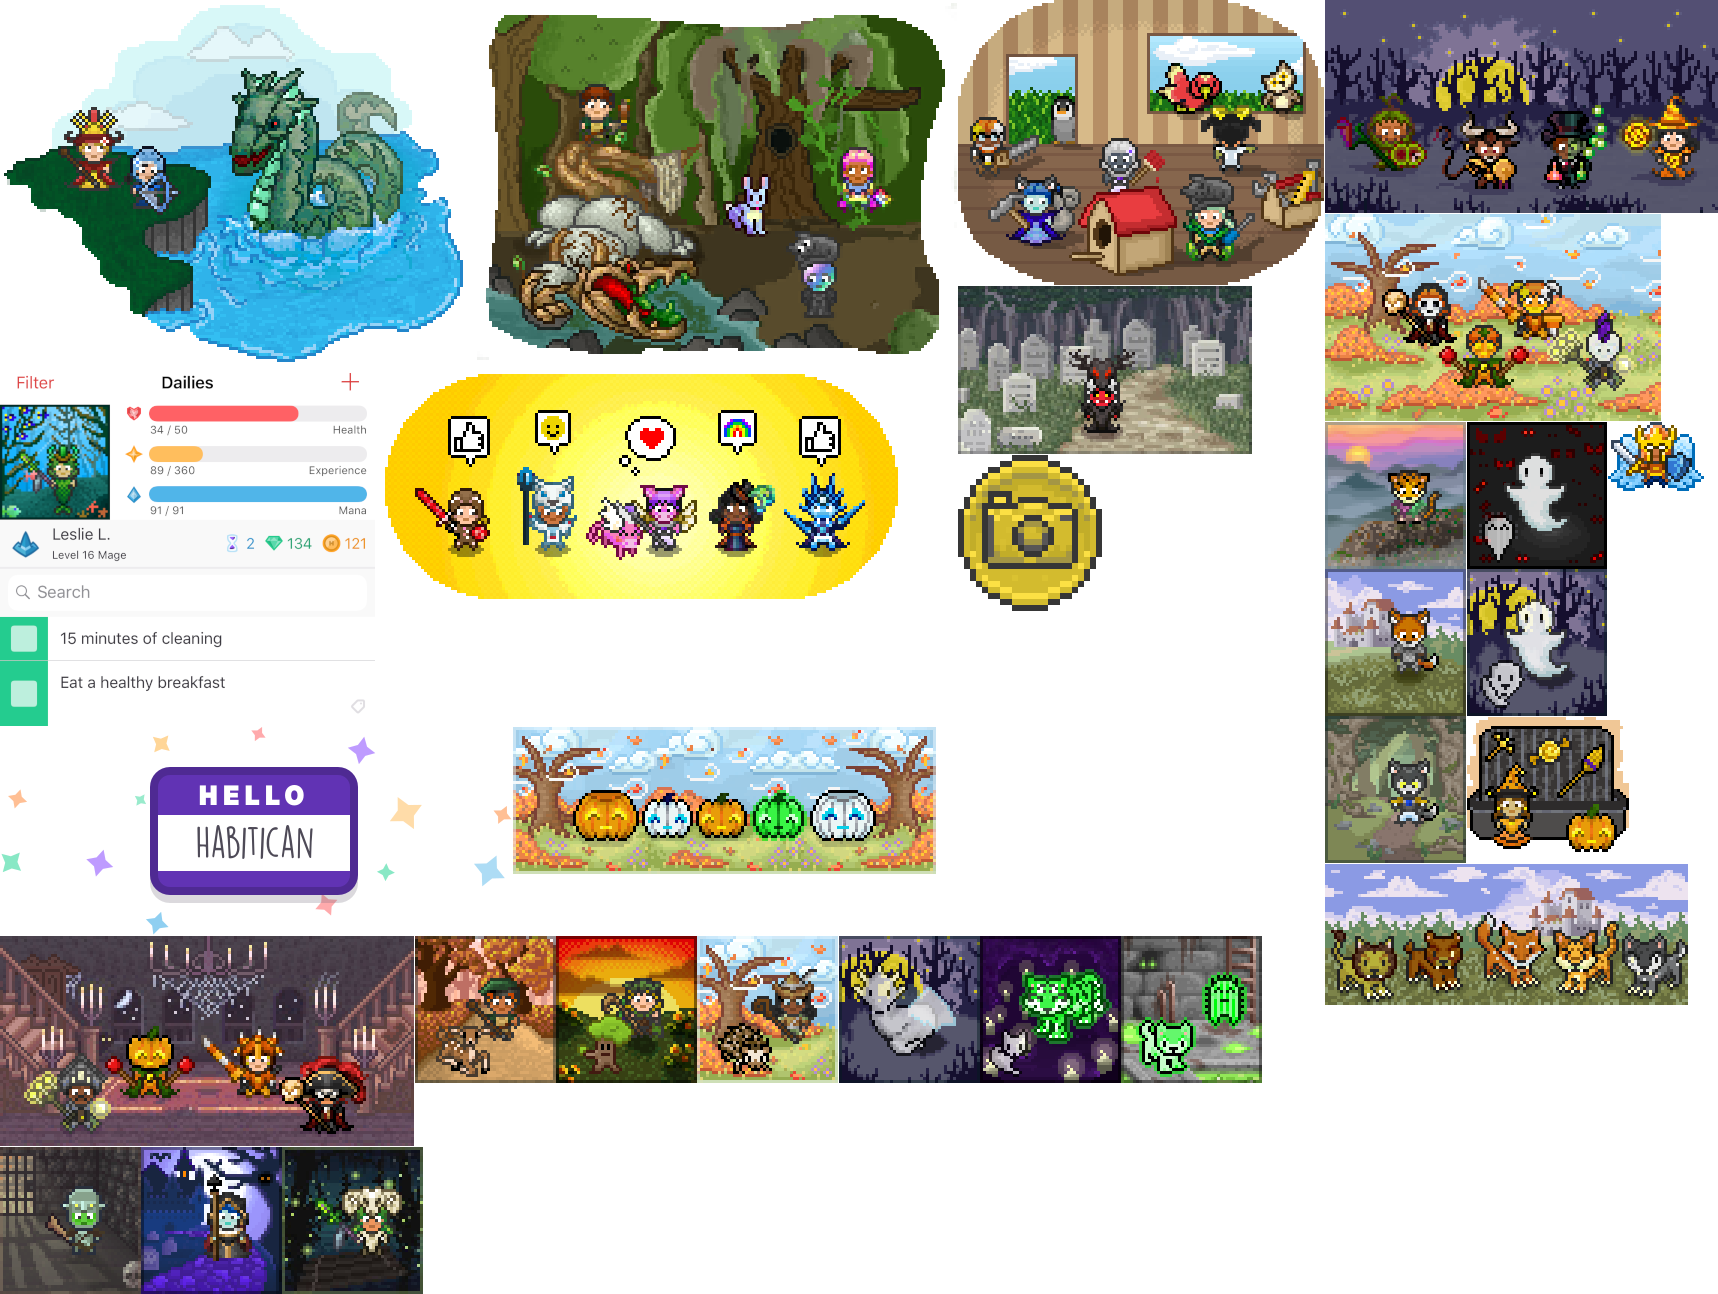 Filter Dailies +
34 / 50 Health
89 / 360 Experience
91 / 91 Mana
Leslie L.
Level 16 Mage
2 134 121
Search
15 minutes of cleaning
Eat a healthy breakfast
HELLO
HABITICAN